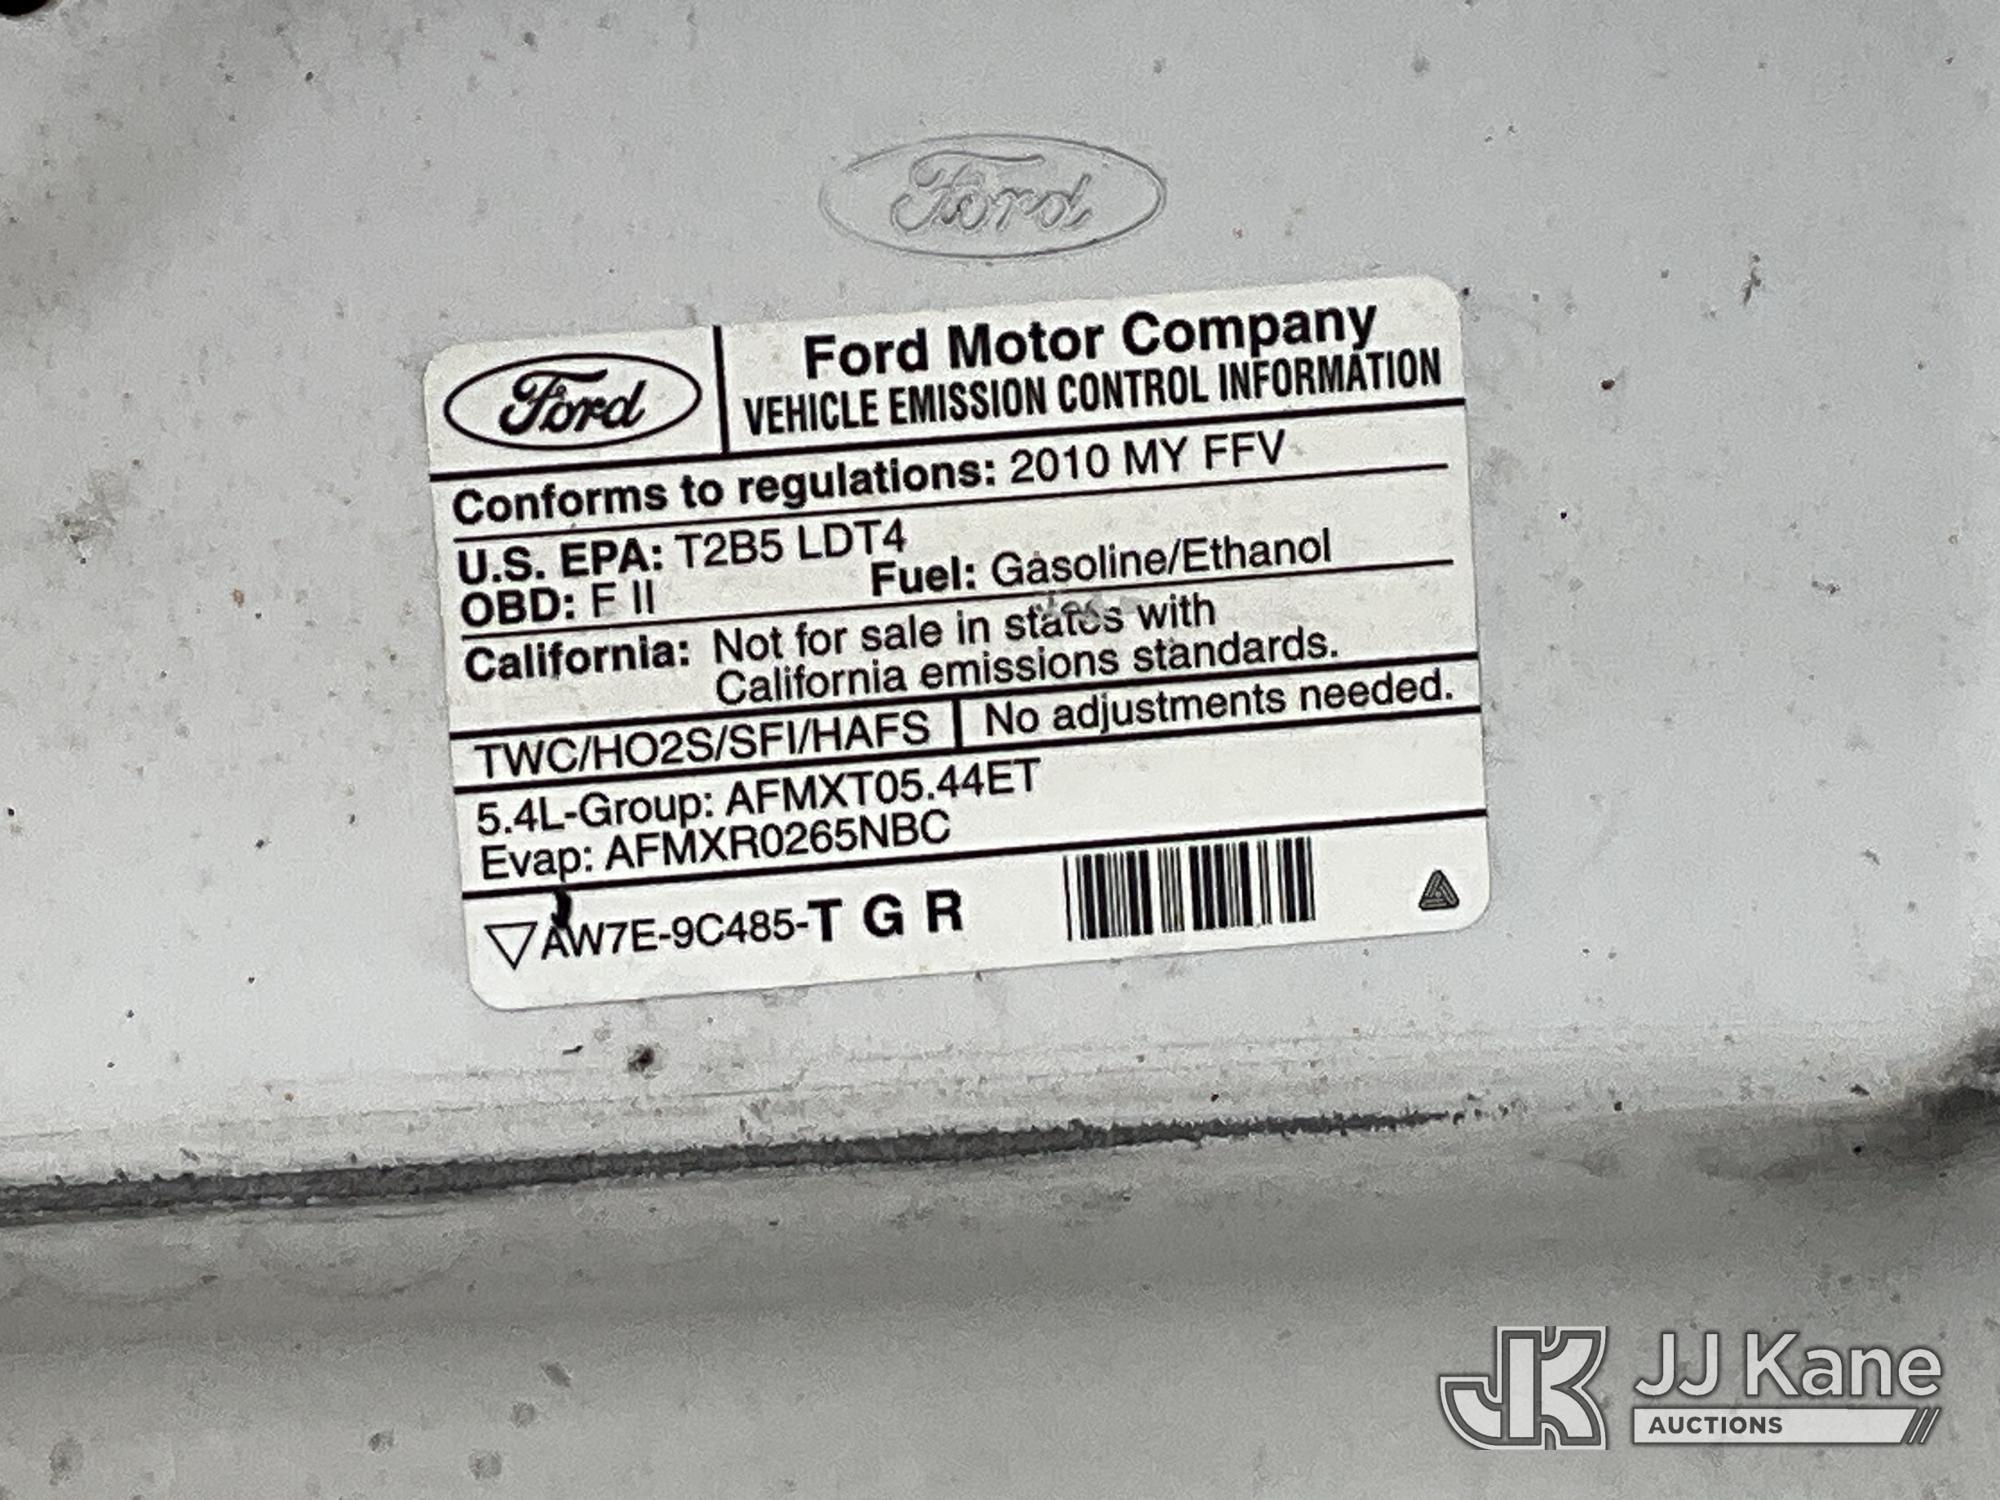 Ford
Ford
Ford Motor Company
VEHICLE EMISSION CONTROL INFORMATION
Conforms to regulations: 2010 MY FFV
U.S. EPA: T2B5 LDT4
OBD: F II Fuel: Gasoline/Ethanol
California: Not for sale in states with
California emissions standards.
TWC/HO2S/SFI/HAFS No adjustments needed.
5.4L-Group: AFMXT05.44ET
Evap: AFMXR0265NBC
AW7E-9C485-T G R
JK JJ Kane
AUCTIONS